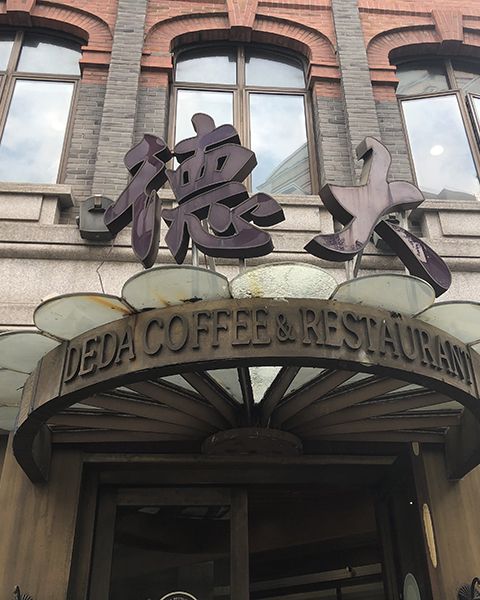 德大
DEDA COFFEE & RESTAURANT